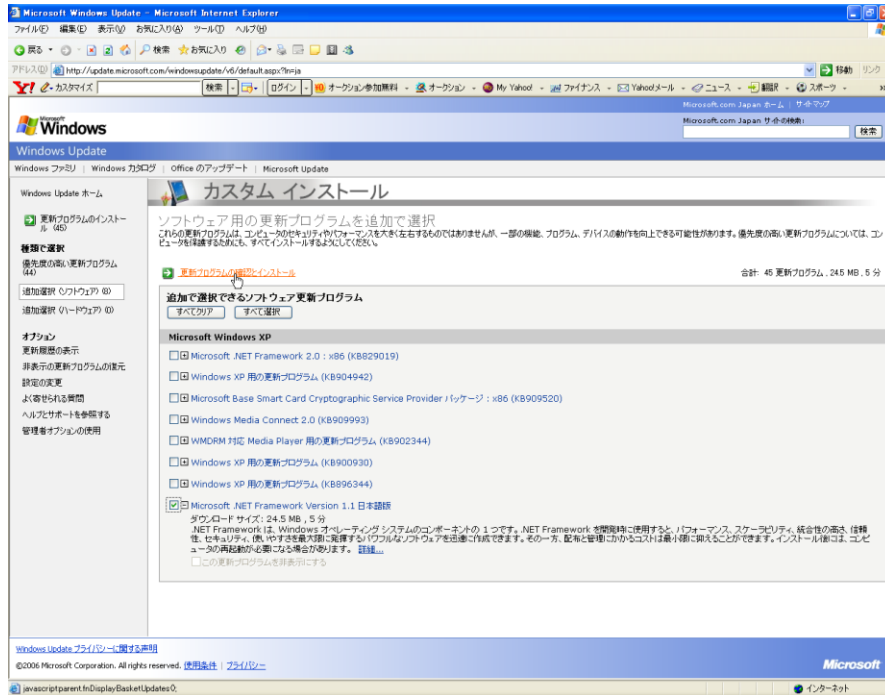 Microsoft Windows Update - Microsoft Internet Explorer
ファイル(F) 編集(E) 表示(V) お気に入り(A) ツール(T) ヘルプ(H)
戻る 検索 お気に入り
アドレス(D) http://update.microsoft.com/windowsupdate/v6/default.aspx?ln=ja 移動 リンク
Y! カスタマイズ 検索 ログイン オークション参加無料 オークション My Yahoo! ファイナンス Yahoo!メール ニュース 翻訳 スポーツ
Microsoft.com Japan ホーム | サイトマップ
Microsoft Windows
Microsoft.com Japan サイトの検索:
検索
Windows Update
Windows ファミリ | Windows カタログ | Office のアップデート | Microsoft Update
Windows Update ホーム
更新プログラムのインストール (45)
種類で選択
優先度の高い更新プログラム (44)
追加選択 (ソフトウェア) (8)
追加選択 (ハードウェア) (0)
オプション
更新履歴の表示
非表示の更新プログラムの復元
設定の変更
よく寄せられる質問
ヘルプとサポートを参照する
管理者オプションの使用
カスタム インストール
ソフトウェア用の更新プログラムを追加で選択
これらの更新プログラムは、コンピュータのセキュリティやパフォーマンスを大きく左右するものではありませんが、一部の機能、プログラム、デバイスの動作を向上できる可能性があります。優先度の高い更新プログラムについては、コン
ピュータを保護するためにも、すべてインストールするようにしてください。
更新プログラムの確認とインストール
合計: 45 更新プログラム , 24.5 MB , 5 分
追加で選択できるソフトウェア更新プログラム
すべてクリア すべて選択
Microsoft Windows XP
Microsoft .NET Framework 2.0 : x86 (KB829019)
Windows XP 用の更新プログラム (KB904942)
Microsoft Base Smart Card Cryptographic Service Provider パッケージ : x86 (KB909520)
Windows Media Connect 2.0 (KB909993)
WMDRM 対応 Media Player 用の更新プログラム (KB902344)
Windows XP 用の更新プログラム (KB900930)
Windows XP 用の更新プログラム (KB896344)
Microsoft .NET Framework Version 1.1 日本語版
ダウンロード サイズ: 24.5 MB , 5 分
.NET Framework は、Windows オペレーティング システムのコンポーネントの 1 つです。.NET Framework を開発時に使用すると、パフォーマンス、スケーラビリティ、統合性の高さ、信頼
性、セキュリティ、使いやすさを最大限に発揮するパワフルなソフトウェアを迅速に作成できます。その一方、配布と管理にかかるコストは最小限に抑えることができます。インストール後には、コンピ
ュータの再起動が必要になる場合があります。 詳細...
この更新プログラムを非表示にする
Windows Update プライバシーに関する声明
©2006 Microsoft Corporation. All rights reserved. 使用条件 | プライバシー
Microsoft
javascript:parent.fnDisplayBasketUpdates();
インターネット